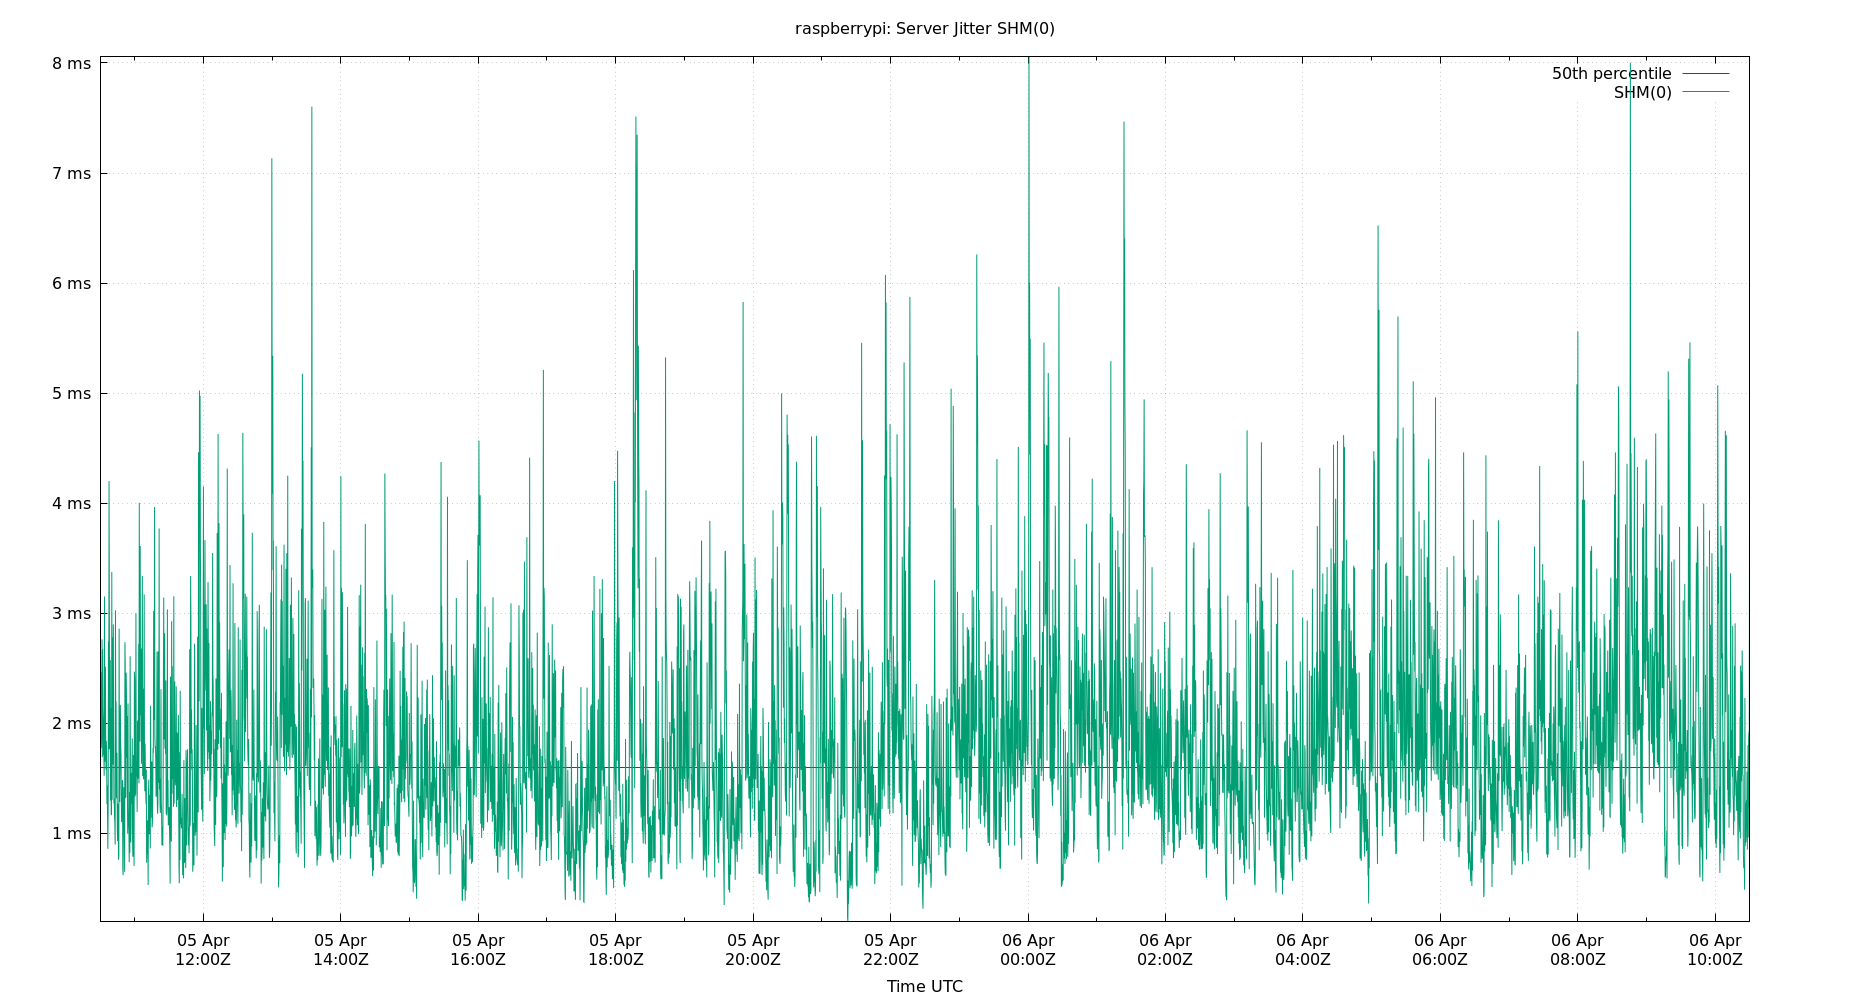 raspberrypi: Server Jitter SHM(0)
8 ms
7 ms
6 ms
5 ms
4 ms
3 ms
2 ms
1 ms
50th percentile
SHM(0)
05 Apr 05 Apr 05 Apr 05 Apr 05 Apr 05 Apr 06 Apr 06 Apr 06 Apr 06 Apr 06 Apr 06 Apr
12:00Z 14:00Z 16:00Z 18:00Z 20:00Z 22:00Z 00:00Z 02:00Z 04:00Z 06:00Z 08:00Z 10:00Z
Time UTC